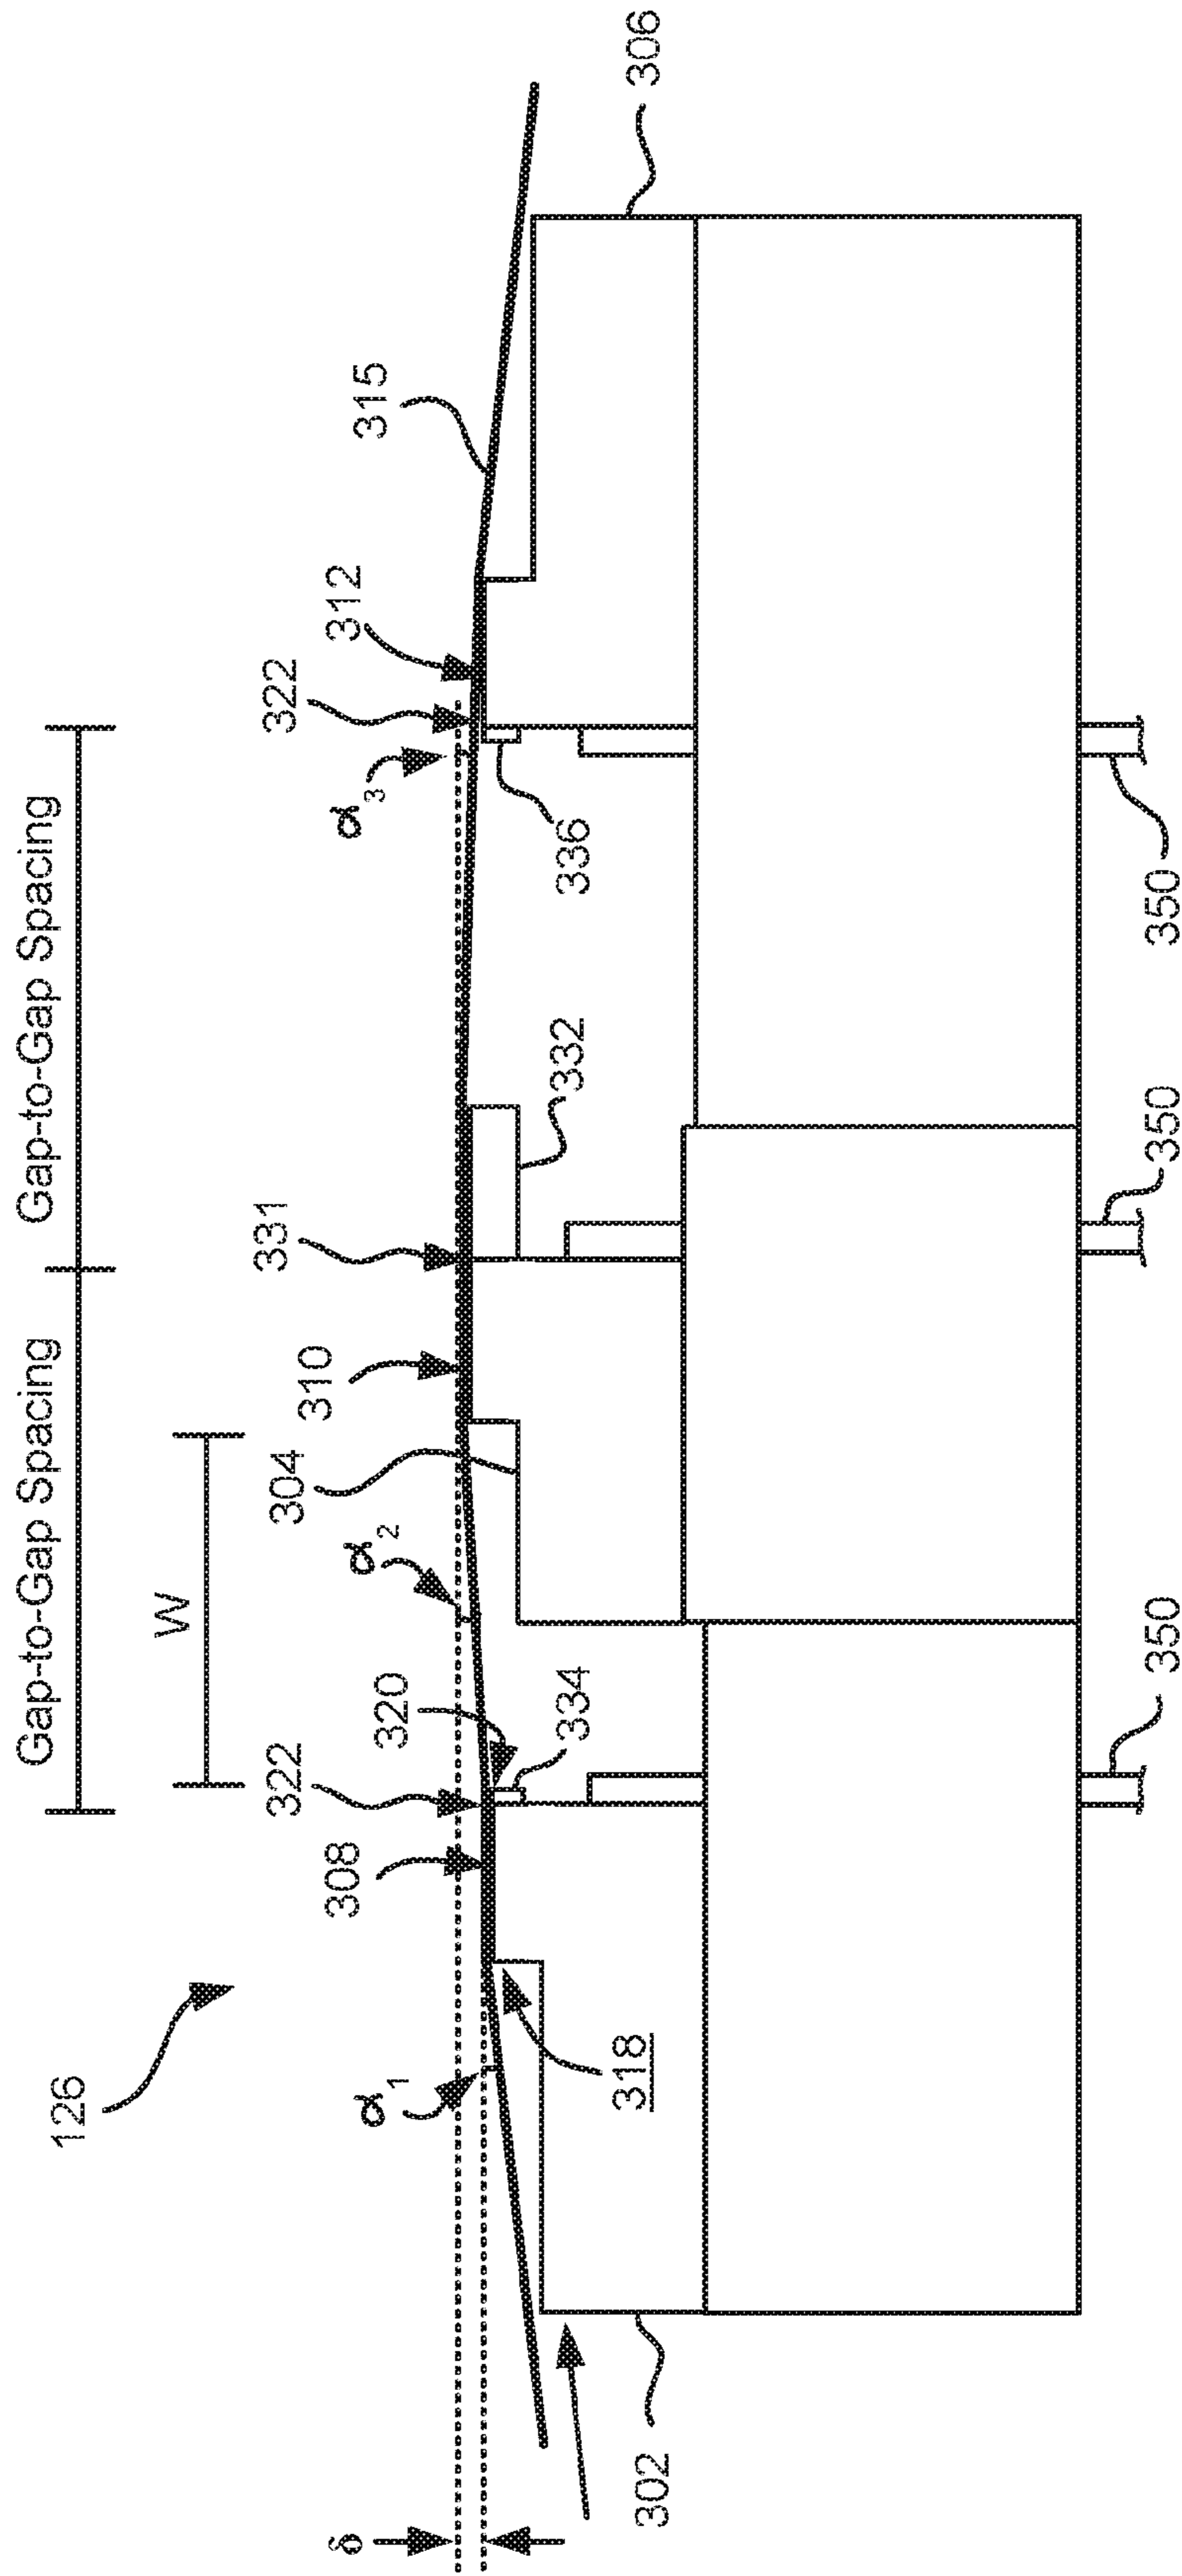 Gap-to-Gap Spacing
Gap-to-Gap Spacing
W
126
δ
α1
308
322
320
334
α2
304
310
331
332
α3
322
312
315
336
306
318
302
350
350
350